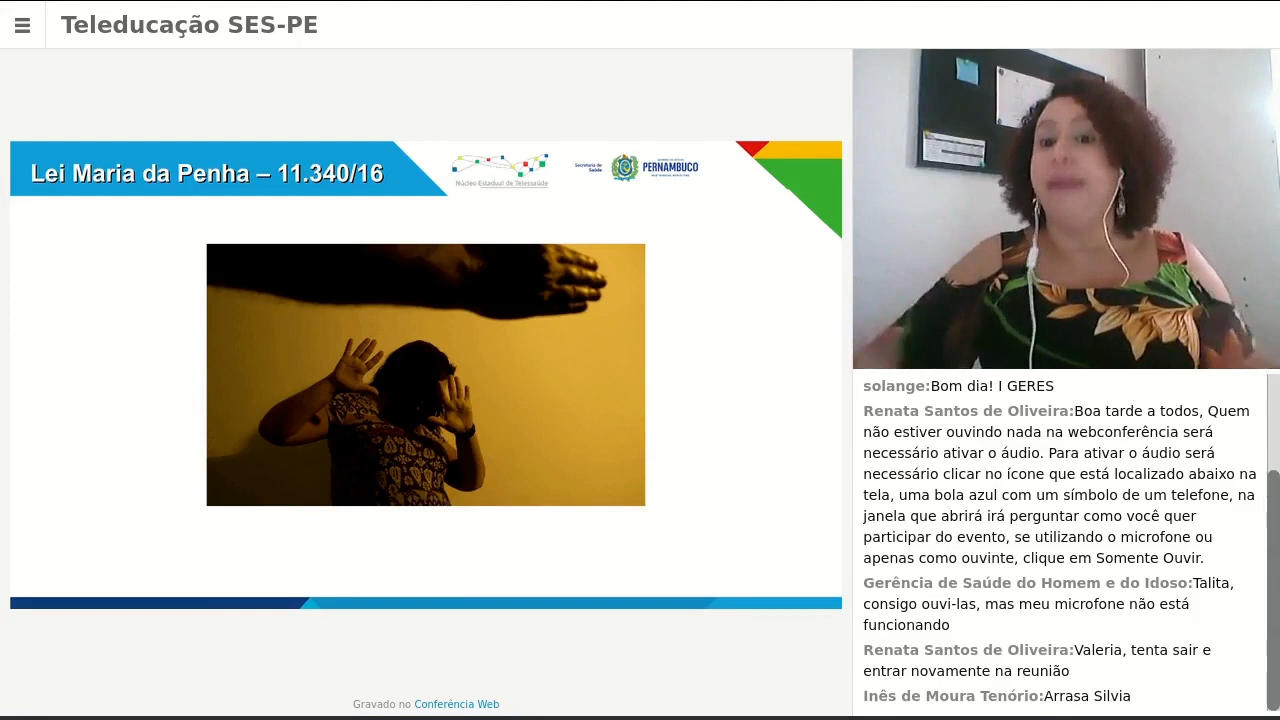 Teleducação SES-PE
Lei Maria da Penha – 11.340/16
Núcleo Estadual de Telessaúde
Secretaria de
Saúde
PERNAMBUCO
solange:Bom dia! I GERES
Renata Santos de Oliveira:Boa tarde a todos, Quem
não estiver ouvindo nada na webconferência será
necessário ativar o áudio. Para ativar o áudio será
necessário clicar no ícone que está localizado abaixo na
tela, uma bola azul com um símbolo de um telefone, na
janela que abrirá irá perguntar como você quer
participar do evento, se utilizando o microfone ou
apenas como ouvinte, clique em Somente Ouvir.
Gerência de Saúde do Homem e do Idoso:Talita,
consigo ouvi-las, mas meu microfone não está
funcionando
Renata Santos de Oliveira:Valeria, tenta sair e
entrar novamente na reunião
Inês de Moura Tenório:Arrasa Silvia
Gravado no Conferência Web